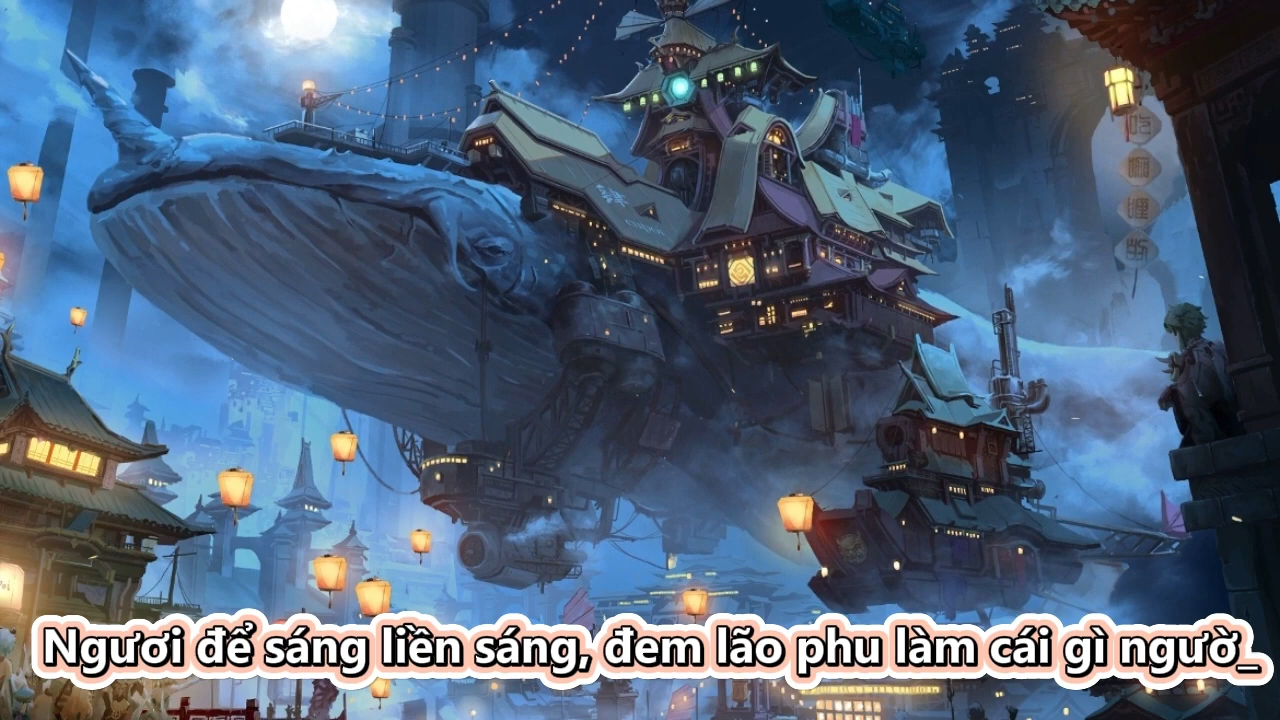 Ngươi để sáng liền sáng, đem lão phu làm cái gì ngườ_